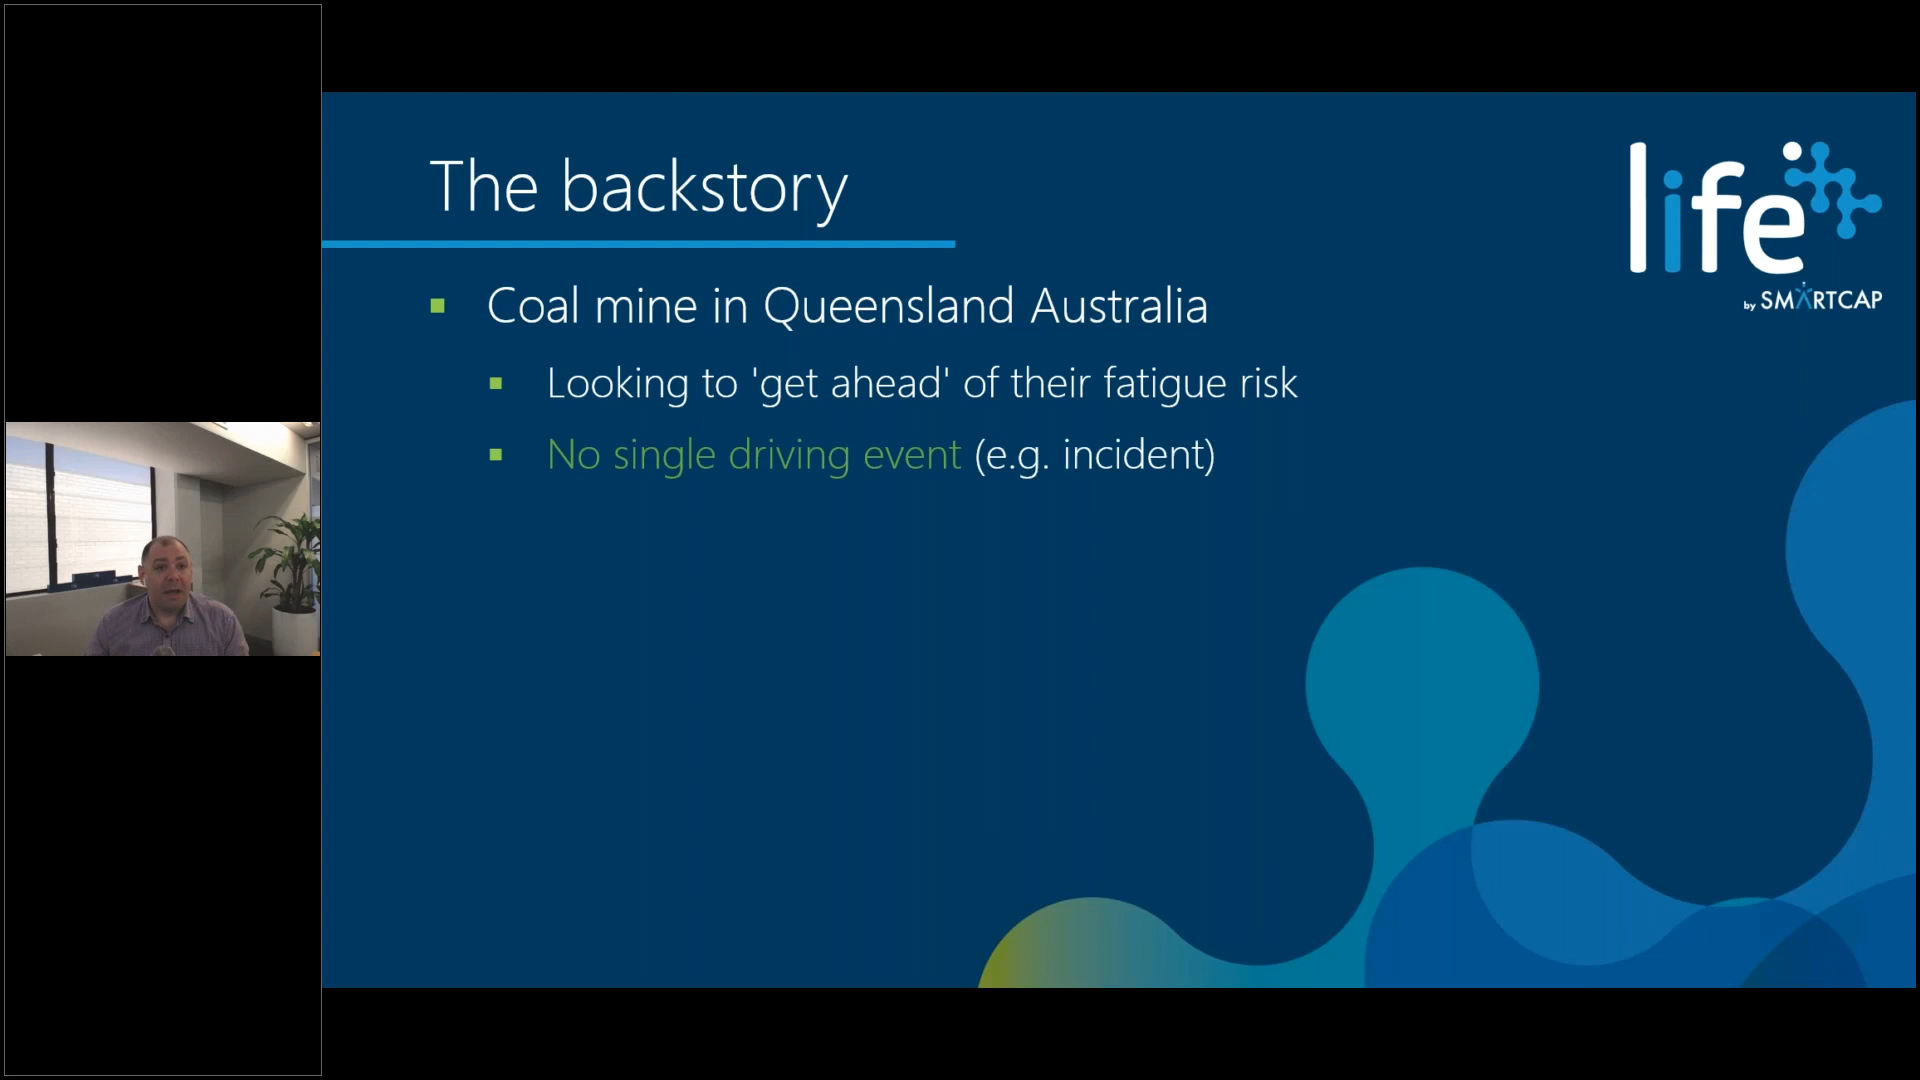 The backstory
life
by SMARTCAP
Coal mine in Queensland Australia
Looking to 'get ahead' of their fatigue risk
No single driving event (e.g. incident)